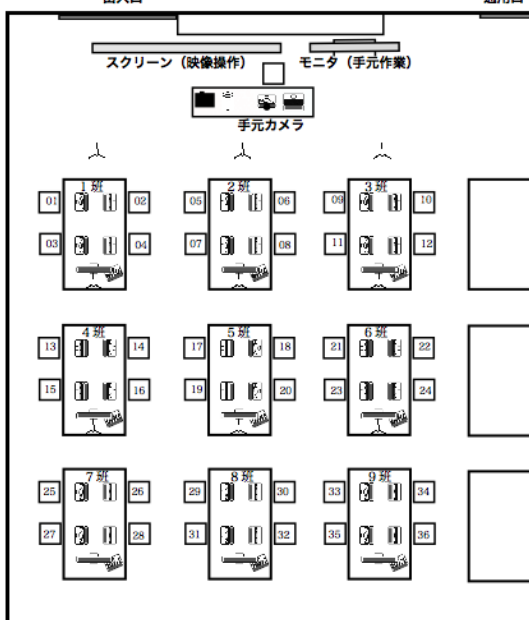 スクリーン（映像操作） モニタ（手元作業）
手元カメラ
1班 2班 3班
01 02 05 06 09 10
03 04 07 08 11 12
4班 5班 6班
13 14 17 18 21 22
15 16 19 20 23 24
7班 8班 9班
25 26 29 30 33 34
27 28 31 32 35 36